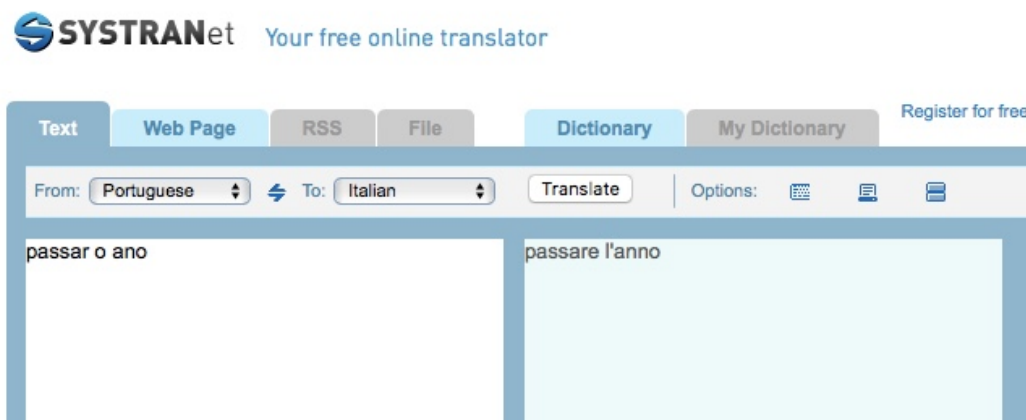 SYSTRANet Your free online translator
Register for free
Text Web Page RSS File Dictionary My Dictionary
From: Portuguese To: Italian Translate Options:
passar o ano passare l'anno